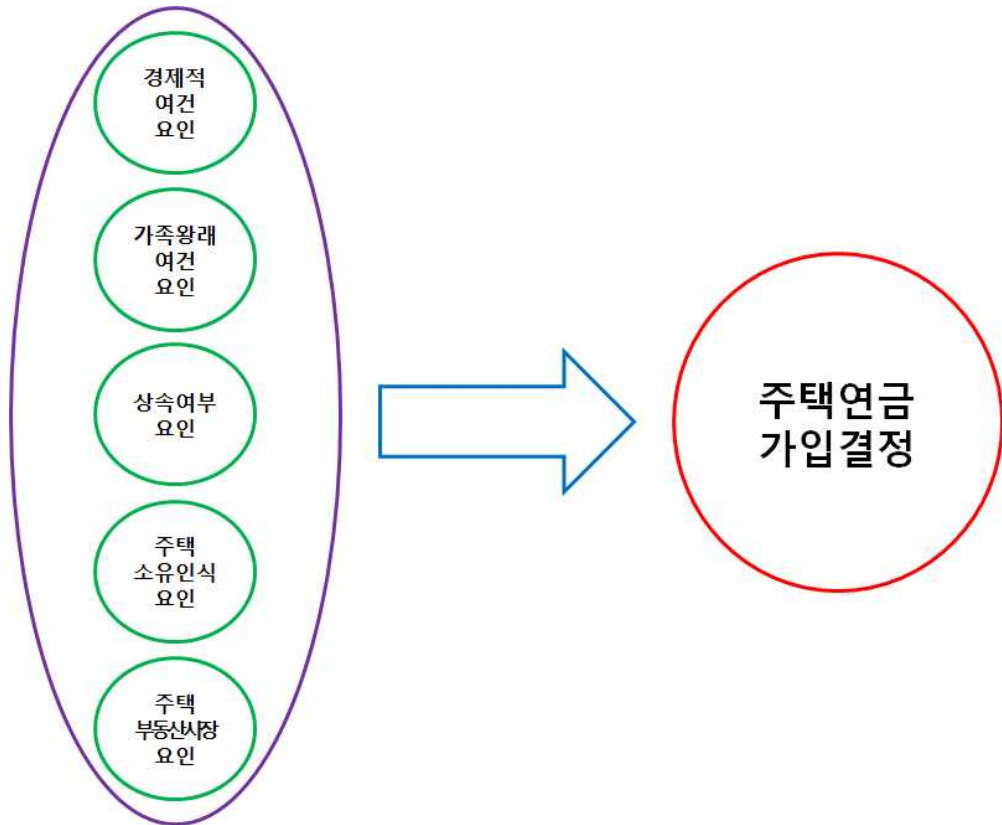 경제적
여건
요인
가족왕래
여건
요인
상속여부
요인
주택
소유인식
요인
주택
부동산시장
요인
주택연금
가입결정